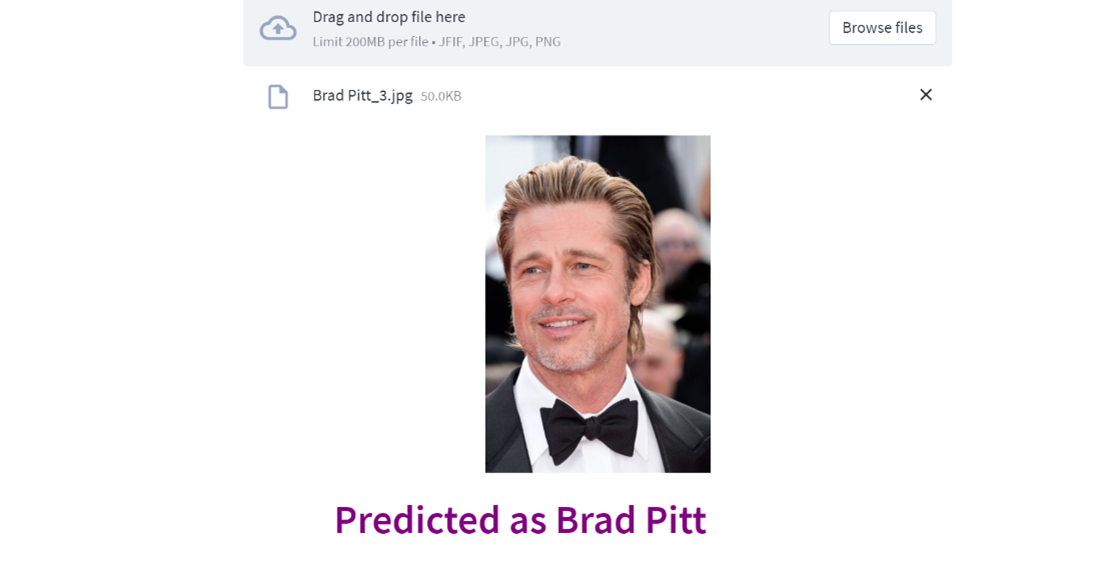 Drag and drop file here
Browse files
Limit 200MB per file • JFIF, JPEG, JPG, PNG
Brad Pitt_3.jpg 50.0KB
Predicted as Brad Pitt